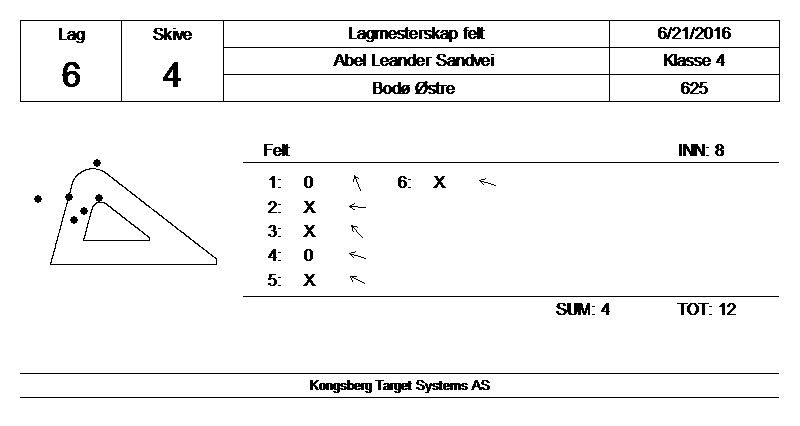 Lag Skive Lagmesterskap felt 6/21/2016
6 4 Abel Leander Sandvei Klasse 4
Bodø Østre 625
Felt INN: 8
1: 0 6: X
2: X
3: X
4: 0
5: X
SUM: 4 TOT: 12
Kongsberg Target Systems AS